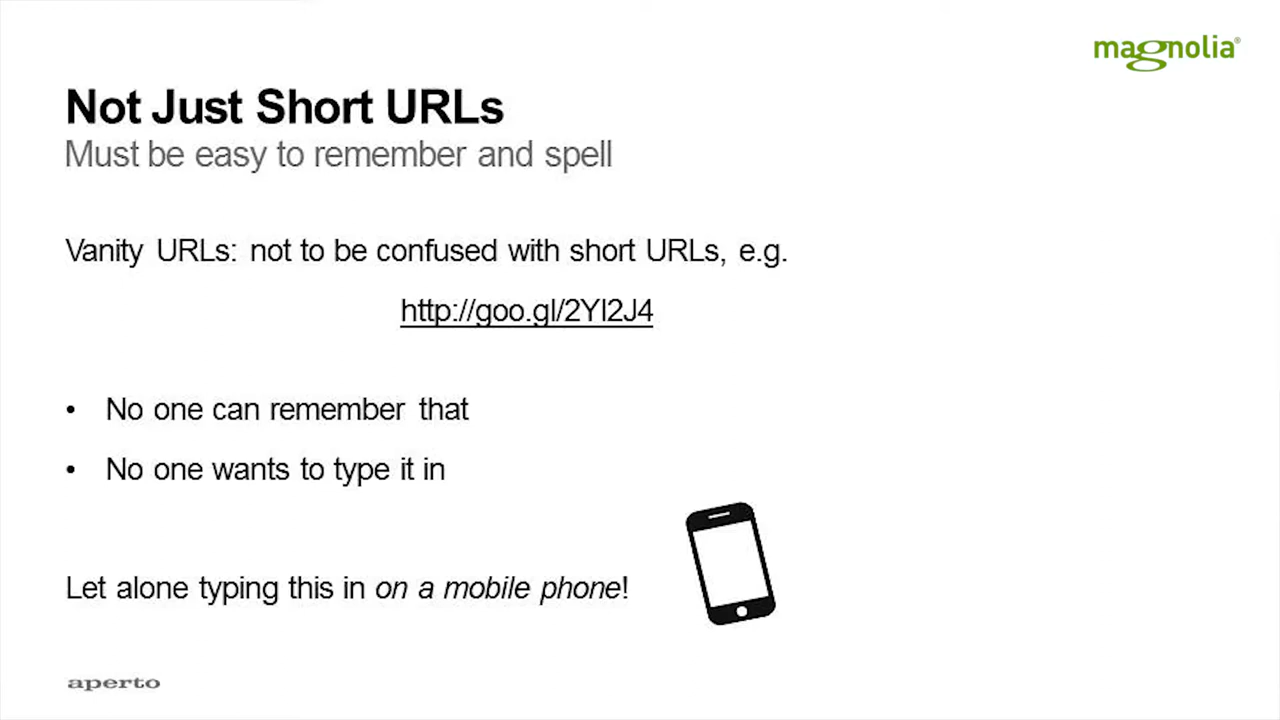 magnolia®
Not Just Short URLs
Must be easy to remember and spell
Vanity URLs: not to be confused with short URLs, e.g.
http://goo.gl/2YI2J4
• No one can remember that
• No one wants to type it in
Let alone typing this in on a mobile phone!
aperto